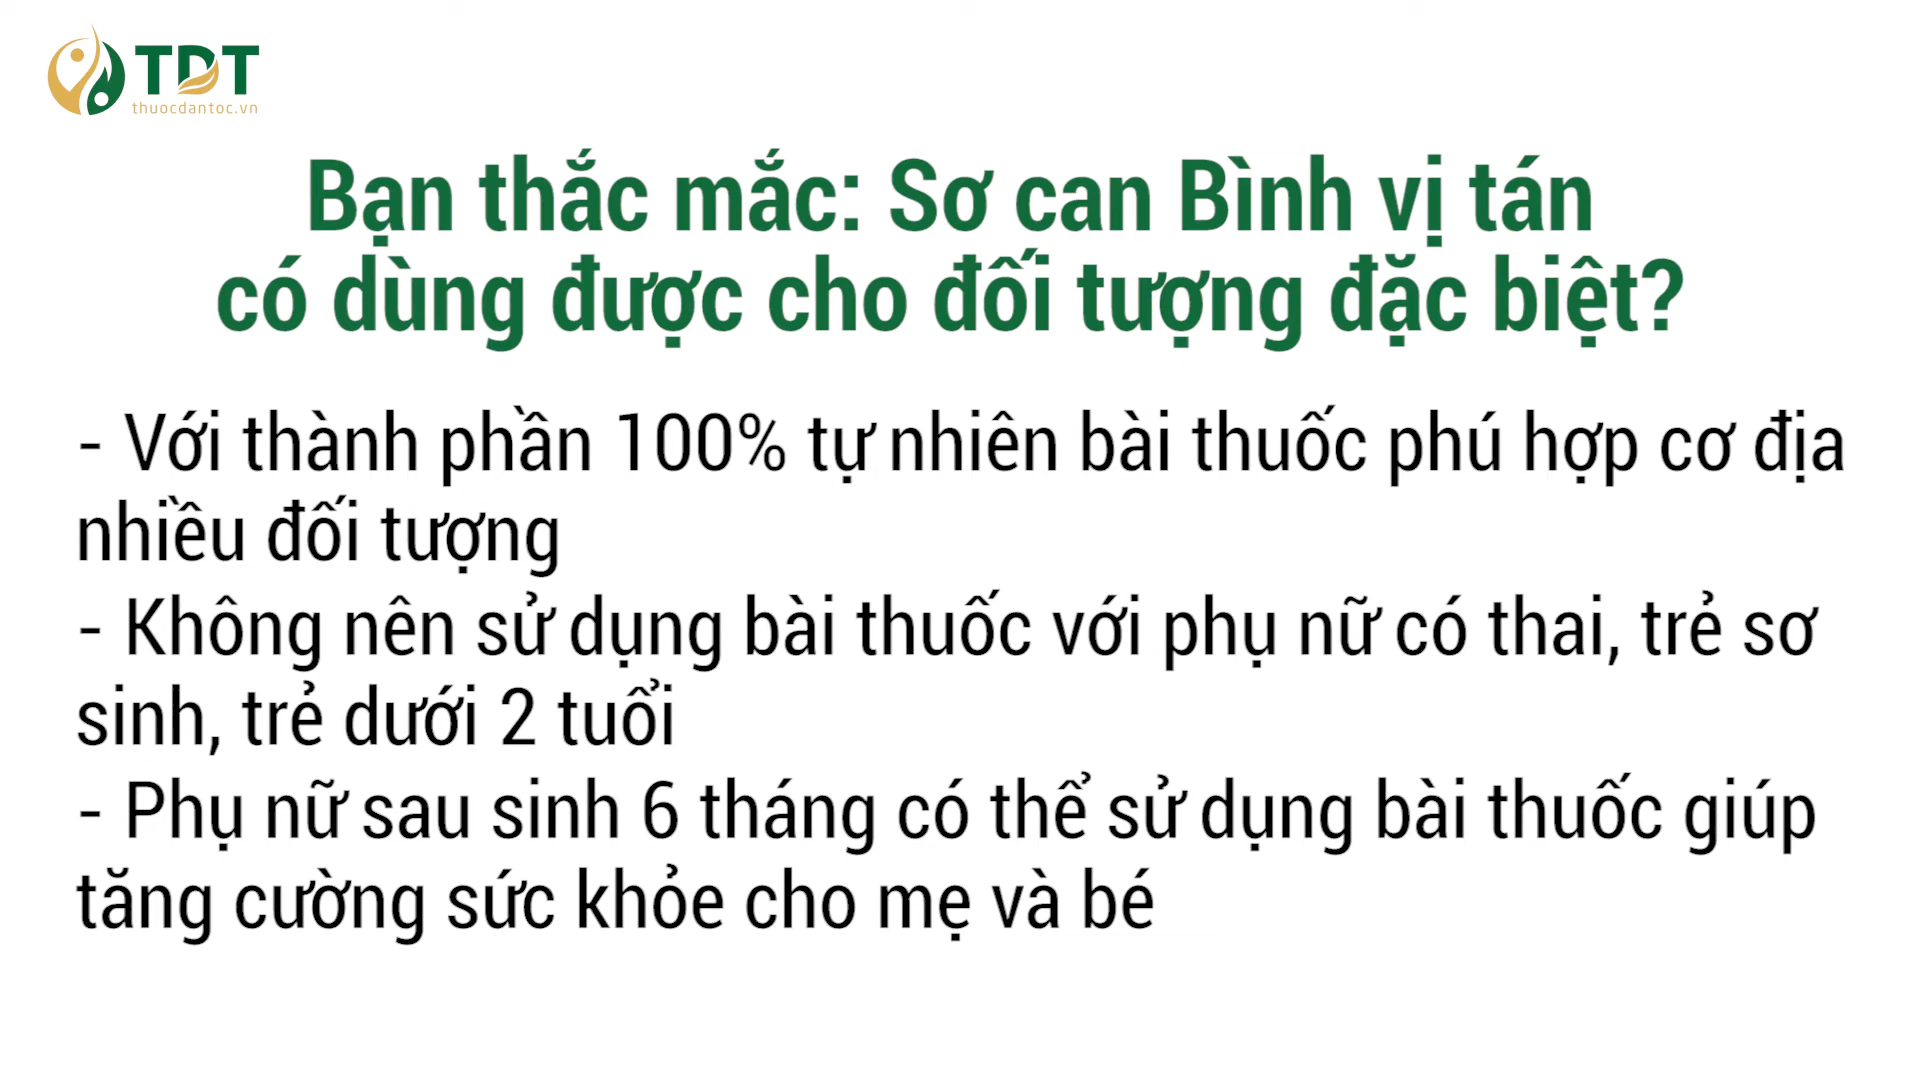 TDT
thuocdantoc.vn
Bạn thắc mắc: Sơ can Bình vị tán
có dùng được cho đối tượng đặc biệt?
- Với thành phần 100% tự nhiên bài thuốc phú hợp cơ địa
nhiều đối tượng
- Không nên sử dụng bài thuốc với phụ nữ có thai, trẻ sơ
sinh, trẻ dưới 2 tuổi
- Phụ nữ sau sinh 6 tháng có thể sử dụng bài thuốc giúp
tăng cường sức khỏe cho mẹ và bé